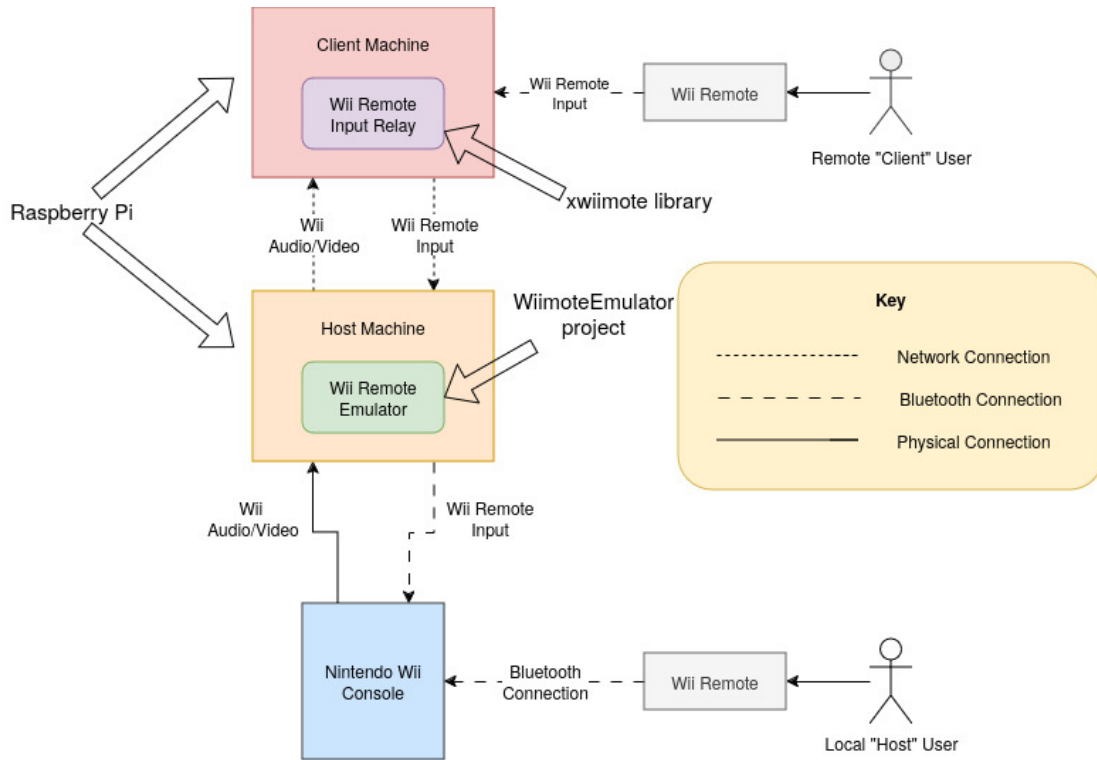 Client Machine
Wii Remote
Input Relay
Wii Remote
Input
Wii Remote
Remote "Client" User
Raspberry Pi
xwiimote library
Wii
Audio/Video
Wii Remote
Input
Host Machine
Wii Remote
Emulator
WiimoteEmulator
project
Key
Network Connection
Bluetooth Connection
Physical Connection
Wii
Audio/Video
Wii Remote
Input
Nintendo Wii
Console
Bluetooth
Connection
Wii Remote
Local "Host" User